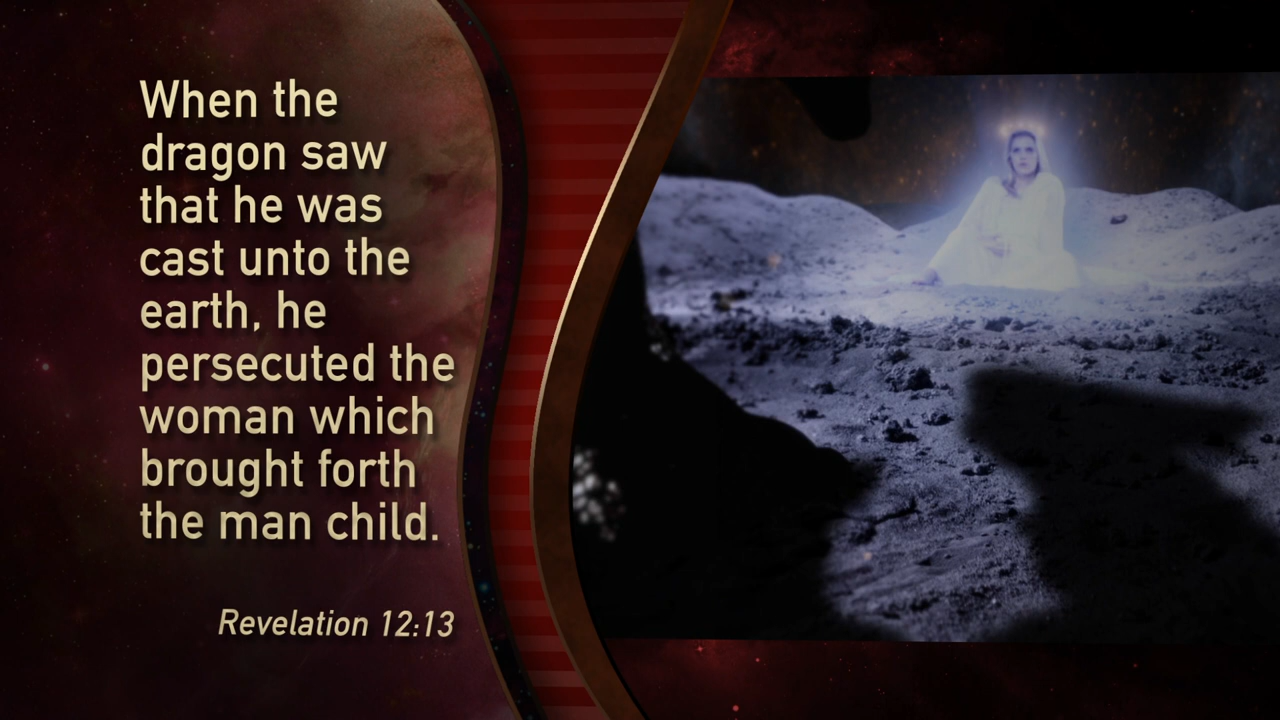 When the
dragon saw
that he was
cast unto the
earth, he
persecuted the
woman which
brought forth
the man child.
Revelation 12:13